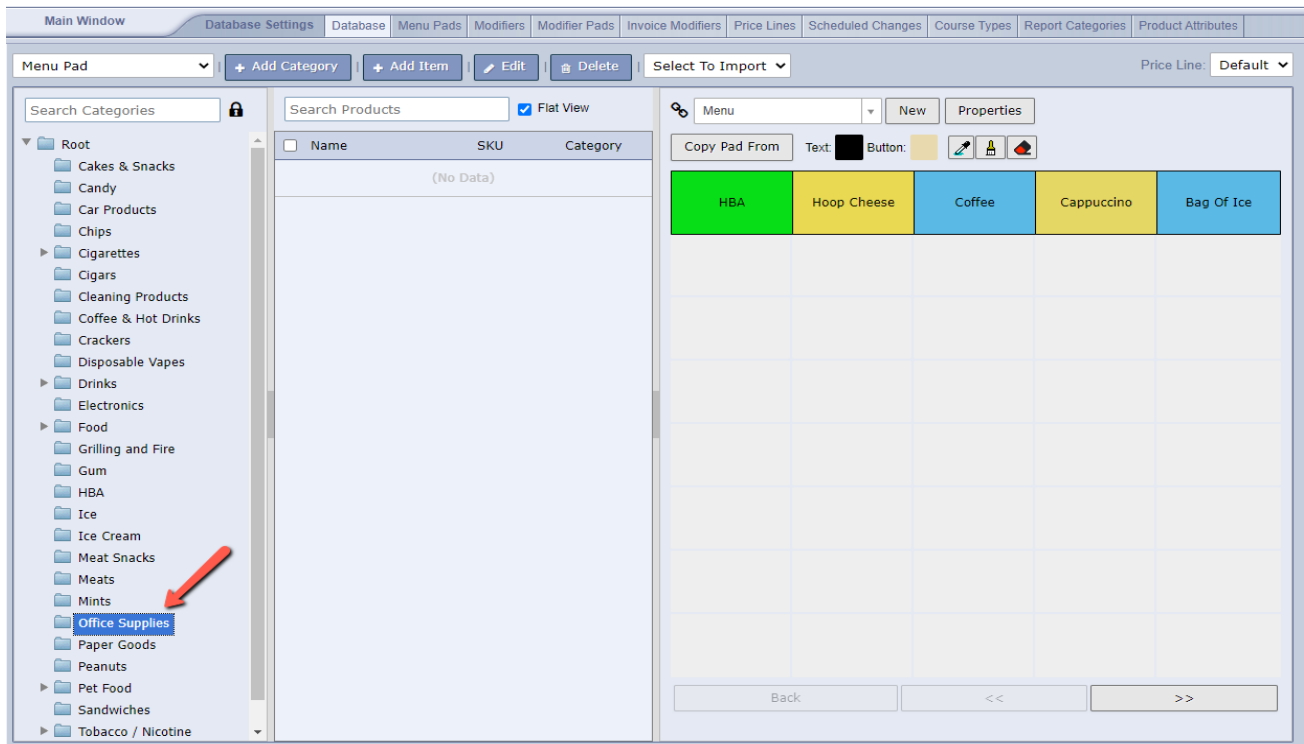 Main Window
Database Settings Database Menu Pads Modifiers Modifier Pads Invoice Modifiers Price Lines Scheduled Changes Course Types Report Categories Product Attributes
Menu Pad | + Add Category | + Add Item | Edit | Delete | Select To Import Price Line: Default
Search Categories
Root
Cakes & Snacks
Candy
Car Products
Chips
Cigarettes
Cigars
Cleaning Products
Coffee & Hot Drinks
Crackers
Disposable Vapes
Drinks
Electronics
Food
Grilling and Fire
Gum
HBA
Ice
Ice Cream
Meat Snacks
Meats
Mints
Office Supplies
Paper Goods
Peanuts
Pet Food
Sandwiches
Tobacco / Nicotine
Search Products Flat View
Name SKU Category
(No Data)
Menu New Properties
Copy Pad From Text: Button:
HBA Hoop Cheese Coffee Cappuccino Bag Of Ice
Back << >>